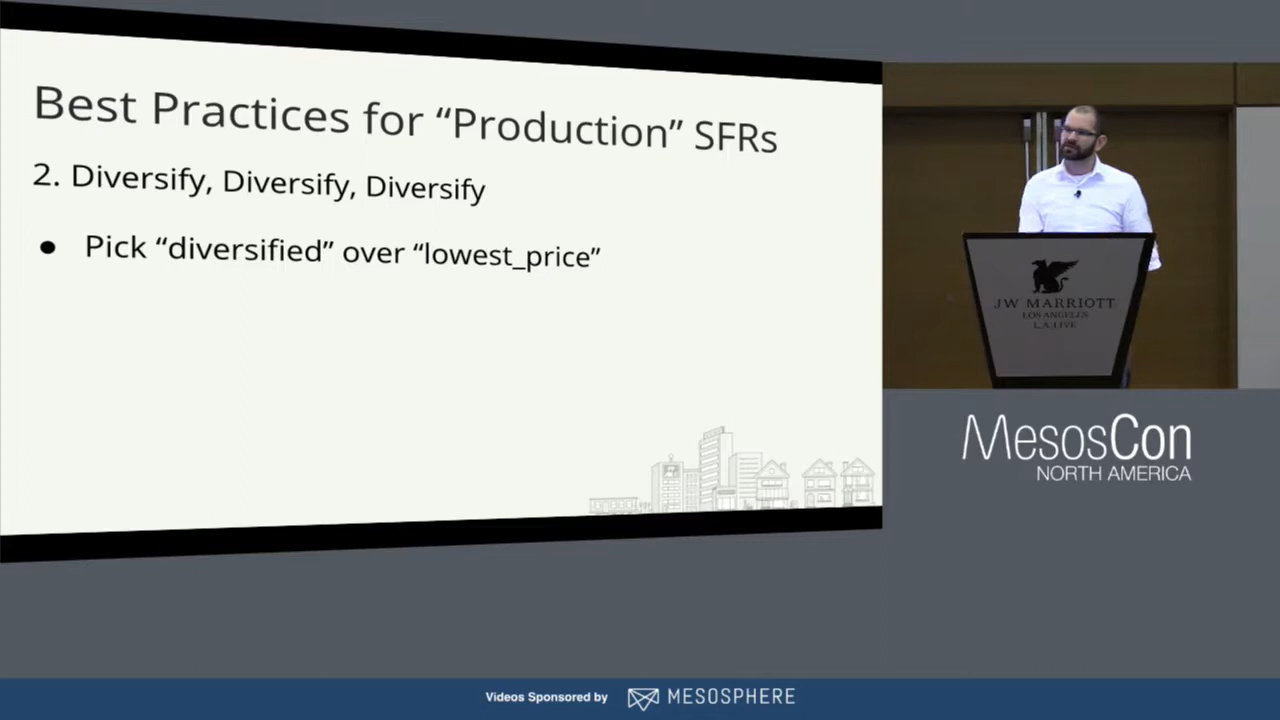 Best Practices for “Production” SFRs
2. Diversify, Diversify, Diversify
● Pick “diversified” over “lowest_price”
JW MARRIOTT
LOS ANGELES
L.A. LIVE
MesosCon
NORTH AMERICA
Videos Sponsored by MESOSPHERE